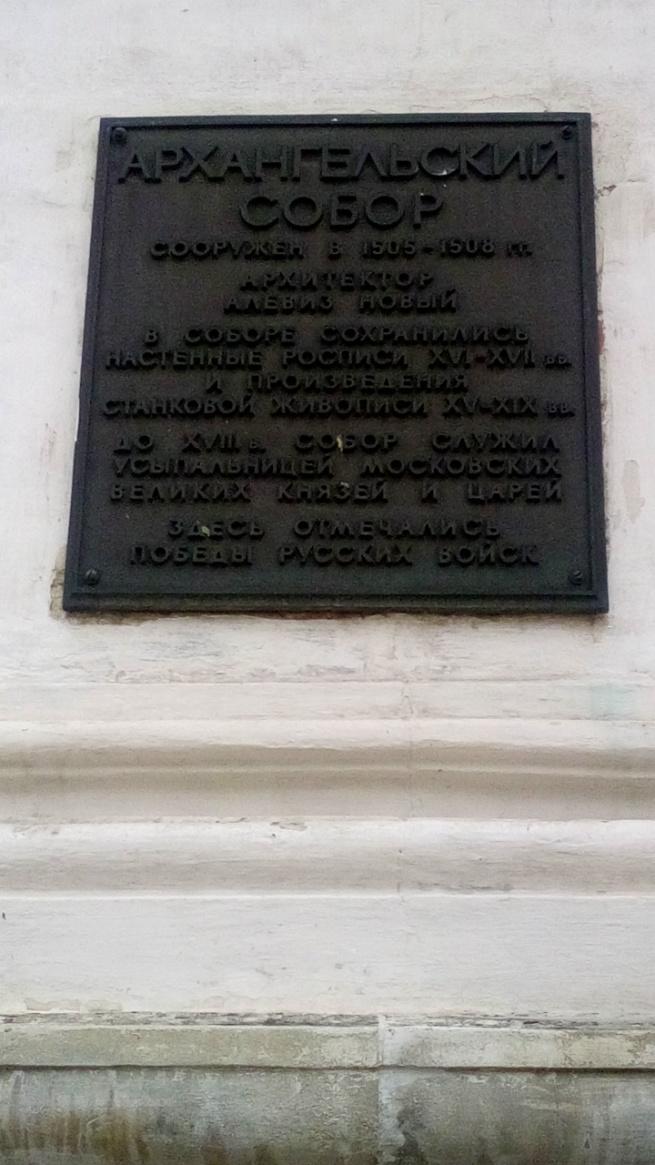 АРХАНГЕЛЬСКИЙ
СОБОР
СООРУЖЕН В 1505-1508 г.г.
АРХИТЕКТОР
АЛЕВИЗ НОВЫЙ
В СОБОРЕ СОХРАНИЛИСЬ
НАСТЕННЫЕ РОСПИСИ XVI-XVII вв.
И ПРОИЗВЕДЕНИЯ
СТАНКОВОЙ ЖИВОПИСИ XV-XIX вв.
ДО XVIII в. СОБОР СЛУЖИЛ
УСЫПАЛЬНИЦЕЙ МОСКОВСКИХ
ВЕЛИКИХ КНЯЗЕЙ И ЦАРЕЙ
ЗДЕСЬ ОТМЕЧАЛИСЬ
ПОБЕДЫ РУССКИХ ВОЙСК